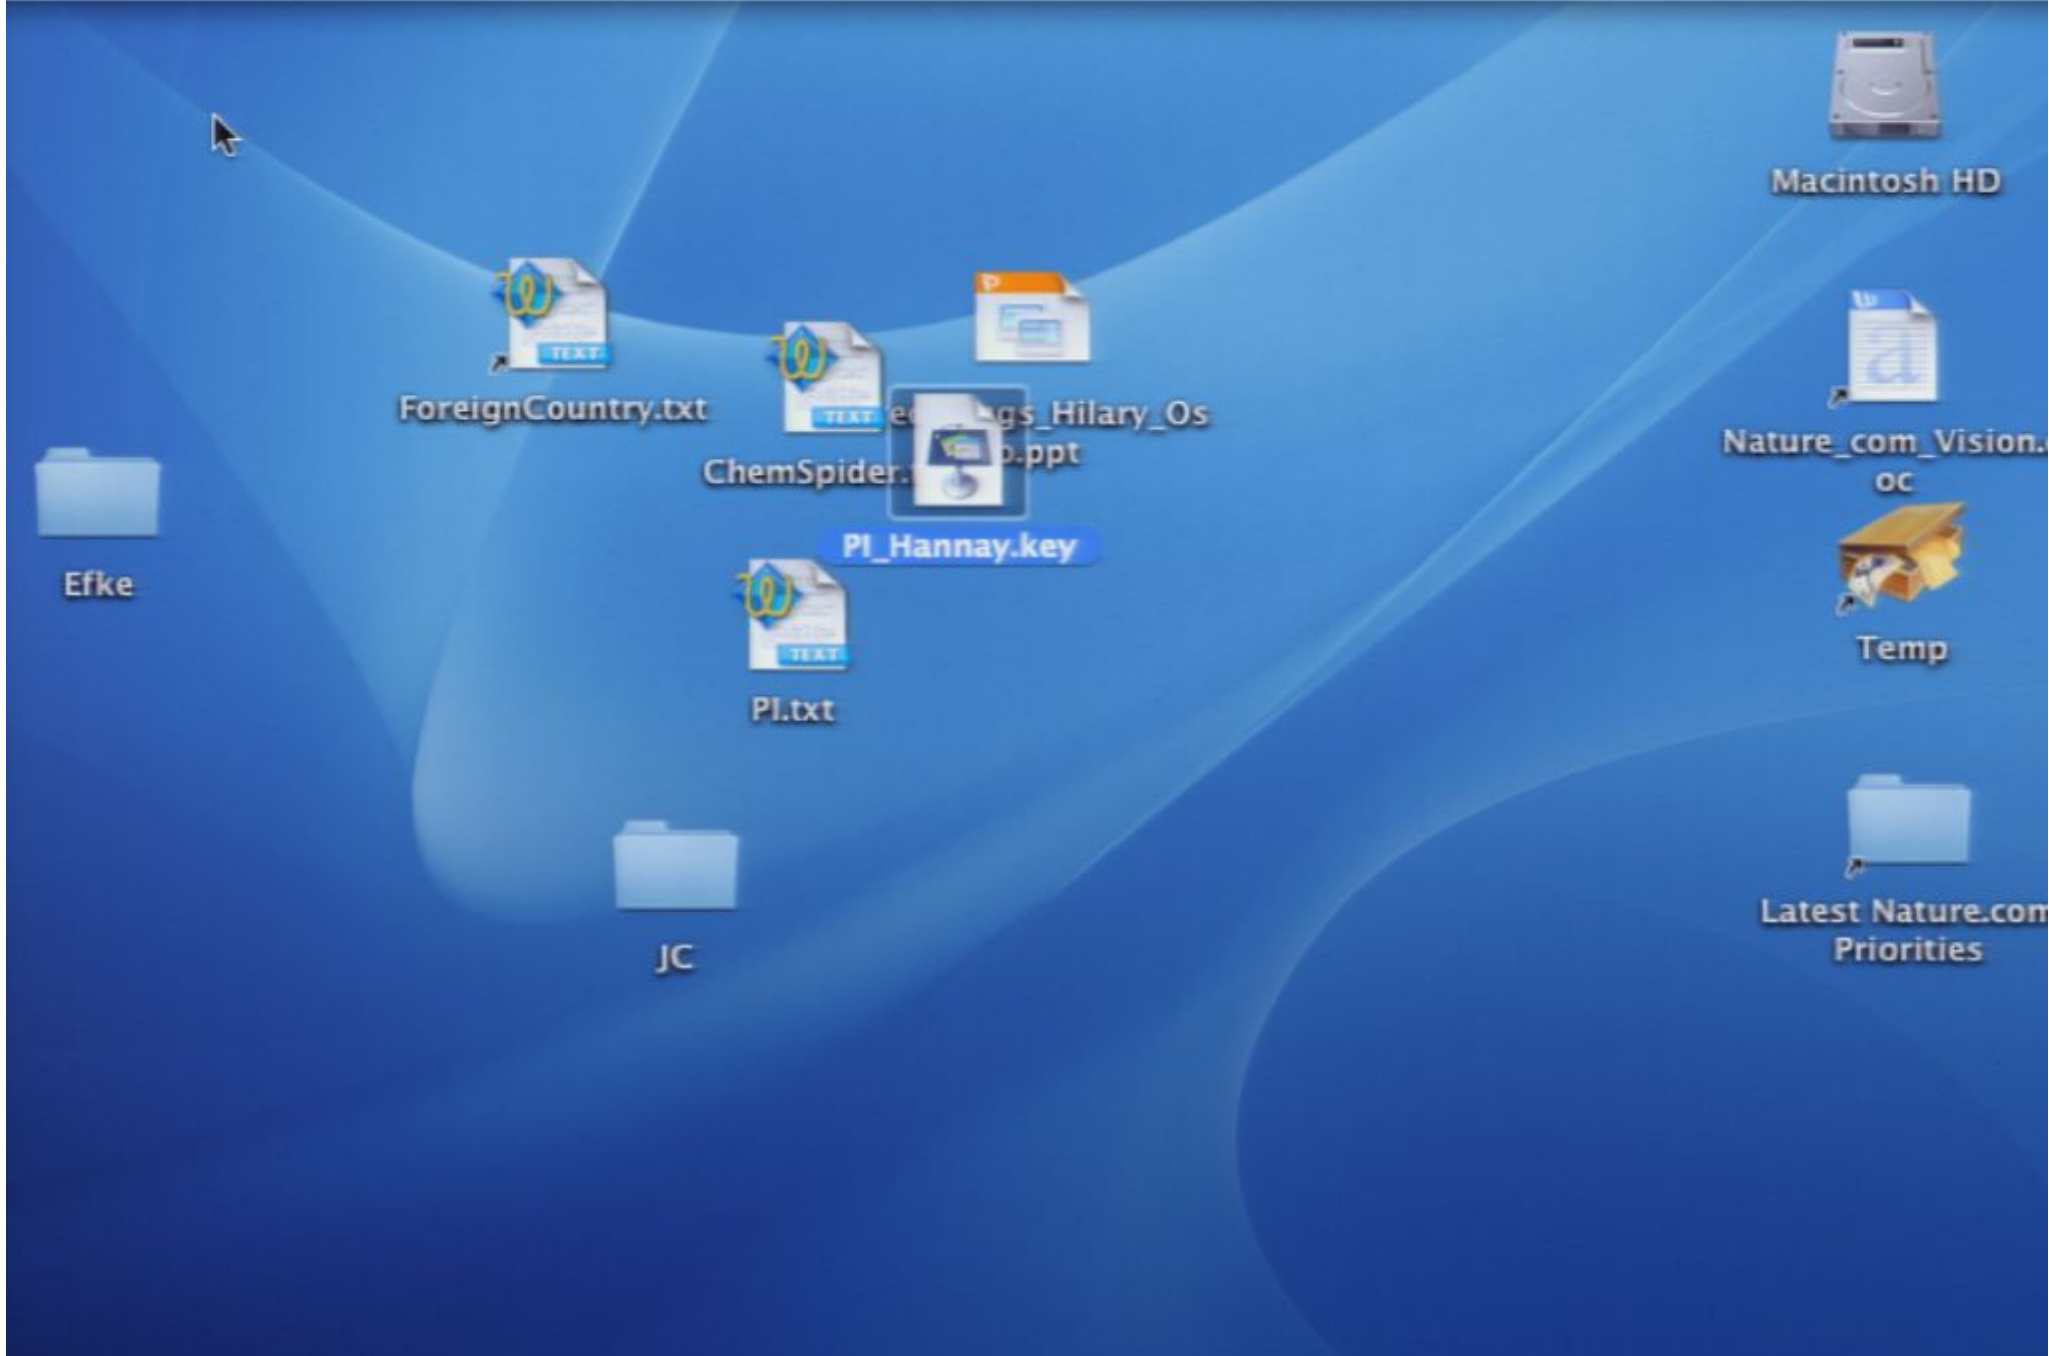 Macintosh HD
TEXT
ForeignCountry.txt
P
TEXT
ChemSpider.
gs_Hilary_Os
.ppt
W
Nature_com_Vision.
oc
PI_Hannay.key
Efke
TEXT
PI.txt
Temp
JC
Latest Nature.com
Priorities